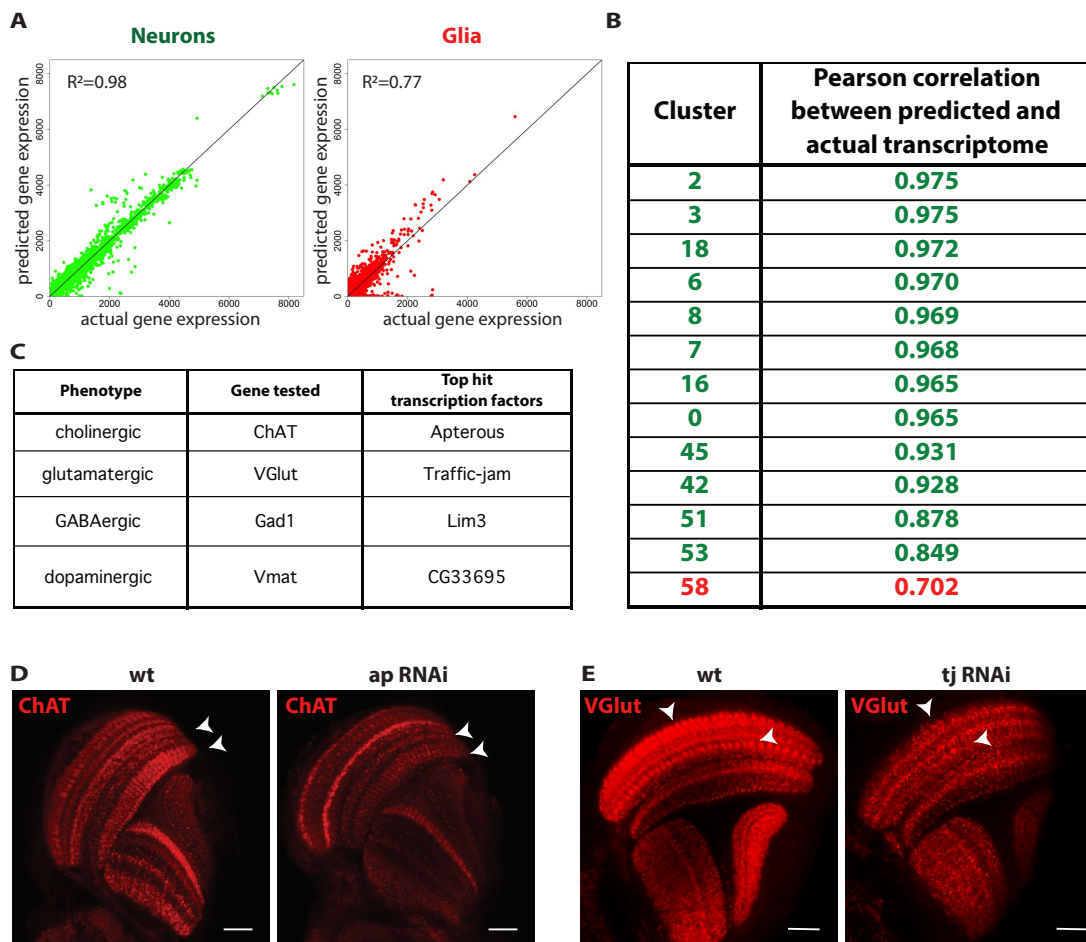 A
Neurons
Glia
R²=0.98
R²=0.77
predicted gene expression
0 2000 4000 6000 8000
0 2000 4000 6000 8000
actual gene expression
predicted gene expression
0 2000 4000 6000 8000
0 2000 4000 6000 8000
actual gene expression
B
Cluster
Pearson correlation
between predicted and
actual transcriptome
2 0.975
3 0.975
18 0.972
6 0.970
8 0.969
7 0.968
16 0.965
0 0.965
45 0.931
42 0.928
51 0.878
53 0.849
58 0.702
C
Phenotype
Gene tested
Top hit
transcription factors
cholinergic ChAT Apterous
glutamatergic VGlut Traffic-jam
GABAergic Gad1 Lim3
dopaminergic Vmat CG33695
D
wt
ap RNAi
ChAT
ChAT
E
wt
tj RNAi
VGlut
VGlut